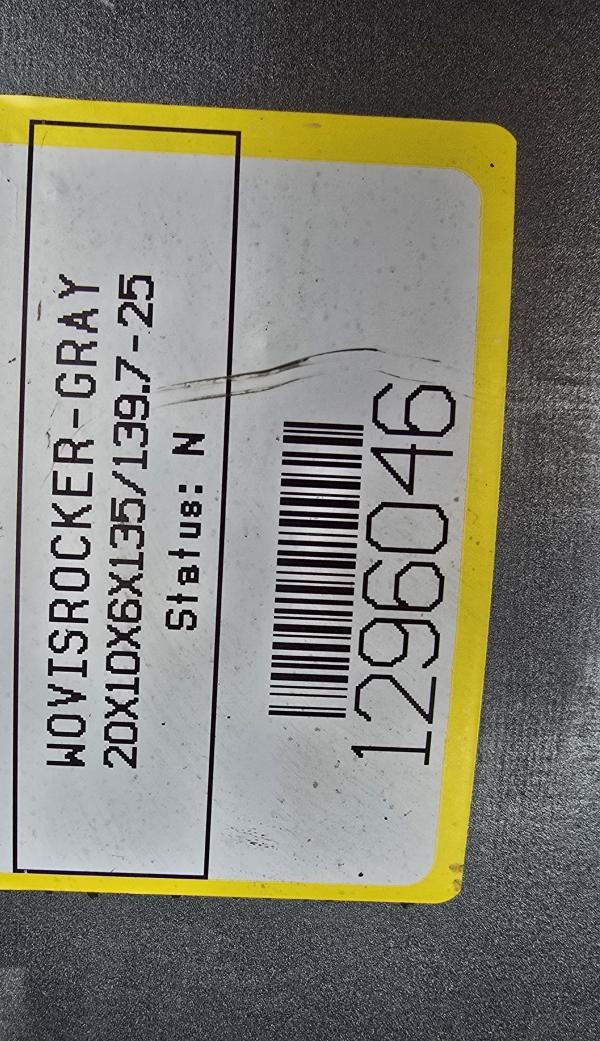 WOVISROCKER-GRAY
20X10X6X135/139.7-25
Status: N
1296046